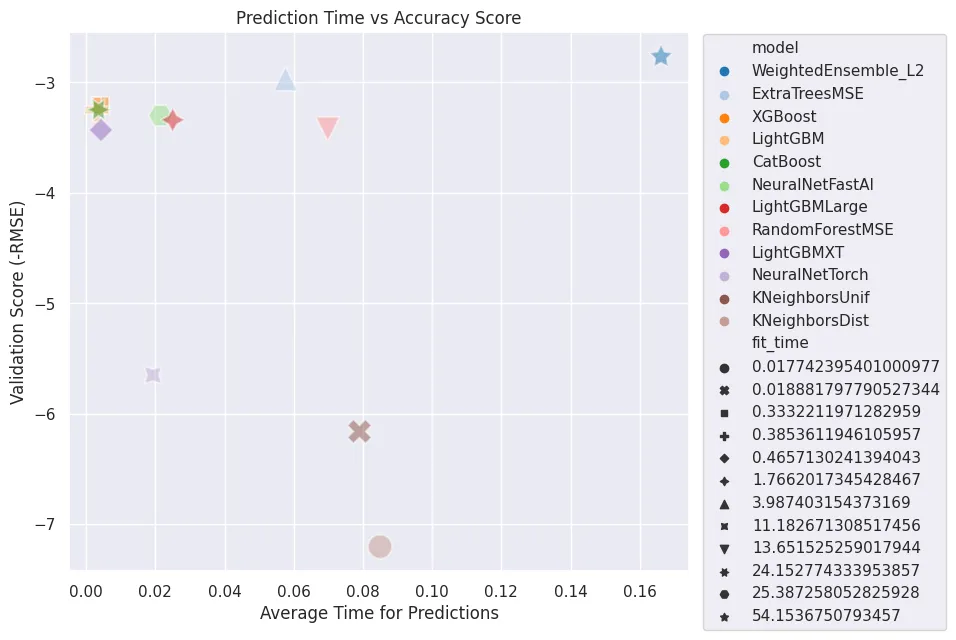 Prediction Time vs Accuracy Score
−3
−4
−5
−6
−7
Validation Score (-RMSE)
0.00 0.02 0.04 0.06 0.08 0.10 0.12 0.14 0.16
Average Time for Predictions
model
WeightedEnsemble_L2
ExtraTreesMSE
XGBoost
LightGBM
CatBoost
NeuralNetFastAI
LightGBMLarge
RandomForestMSE
LightGBMXT
NeuralNetTorch
KNeighborsUnif
KNeighborsDist
fit_time
0.017742395401000977
0.018881797790527344
0.3332211971282959
0.3853611946105957
0.4657130241394043
1.7662017345428467
3.987403154373169
11.182671308517456
13.651525259017944
24.152774333953857
25.387258052825928
54.1536750793457